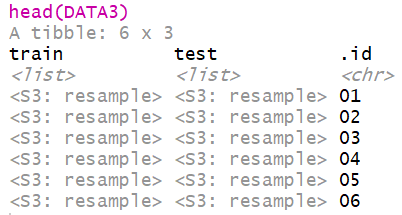 head(DATA3)
A tibble: 6 x 3
train test .id
<list> <list> <chr>
<S3: resample> <S3: resample> 01
<S3: resample> <S3: resample> 02
<S3: resample> <S3: resample> 03
<S3: resample> <S3: resample> 04
<S3: resample> <S3: resample> 05
<S3: resample> <S3: resample> 06